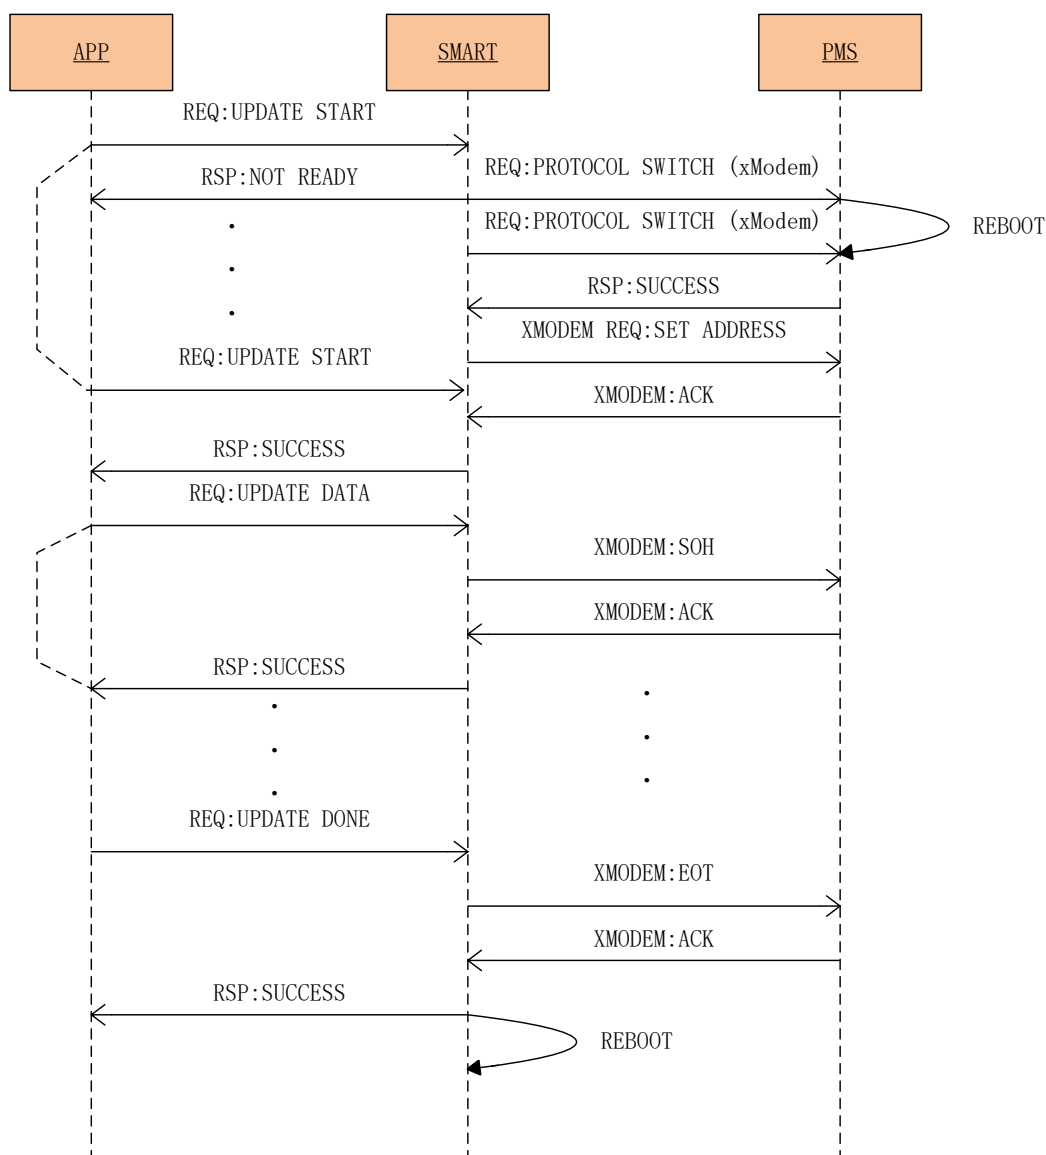 APP
SMART
PMS
REQ:UPDATE START
REQ:PROTOCOL SWITCH (xModem)
RSP:NOT READY
REQ:PROTOCOL SWITCH (xModem)
REBOOT
RSP:SUCCESS
XMODEM REQ:SET ADDRESS
REQ:UPDATE START
XMODEM:ACK
RSP:SUCCESS
REQ:UPDATE DATA
XMODEM:SOH
XMODEM:ACK
RSP:SUCCESS
REQ:UPDATE DONE
XMODEM:EOT
XMODEM:ACK
RSP:SUCCESS
REBOOT